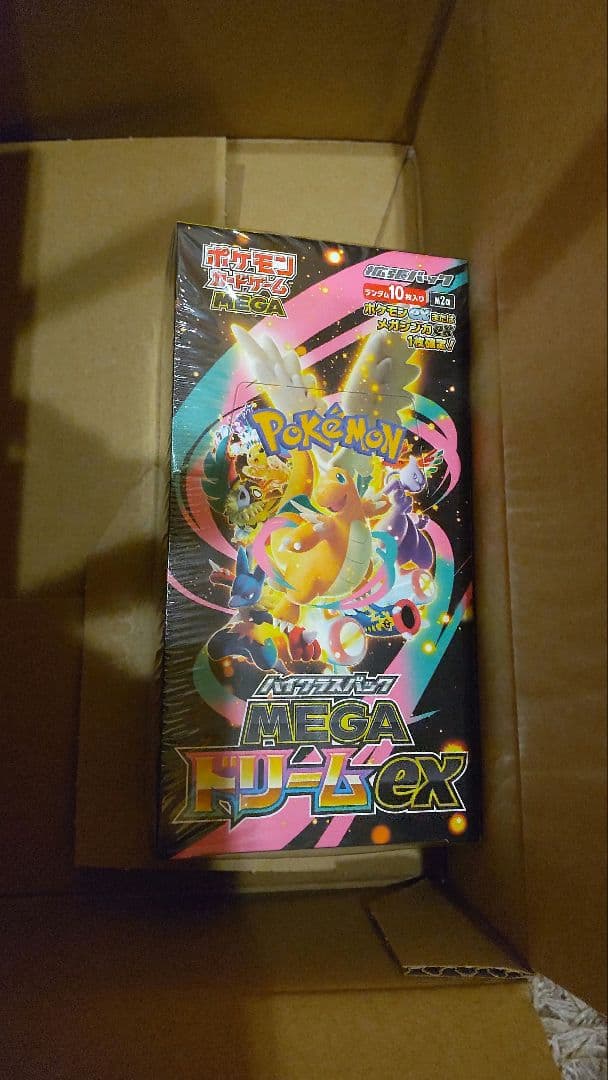 ポケモン
カードゲーム
MEGA
拡張パック
ランダム10枚入り
M2a
ポケモンexまたは
メガシンカex
1枚確定!
POKéMON
ハイクラスパック
MEGA
ドリームex